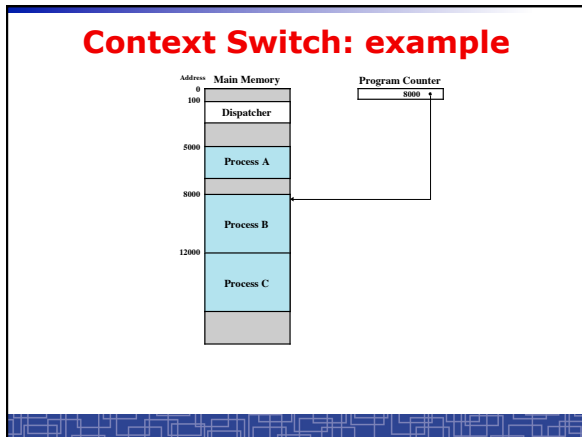 Context Switch: example
Address Main Memory Program Counter
0
8000
100
Dispatcher
5000
Process A
8000
Process B
12000
Process C